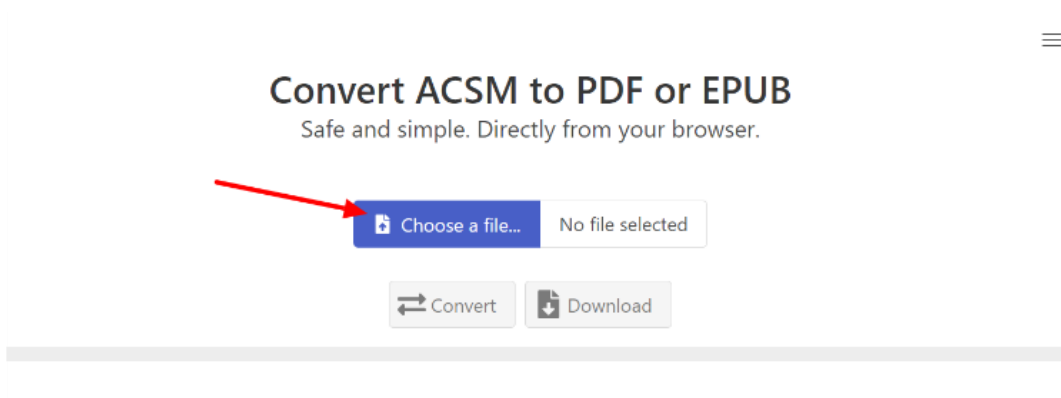 Convert ACSM to PDF or EPUB
Safe and simple. Directly from your browser.
Choose a file... No file selected
Convert Download